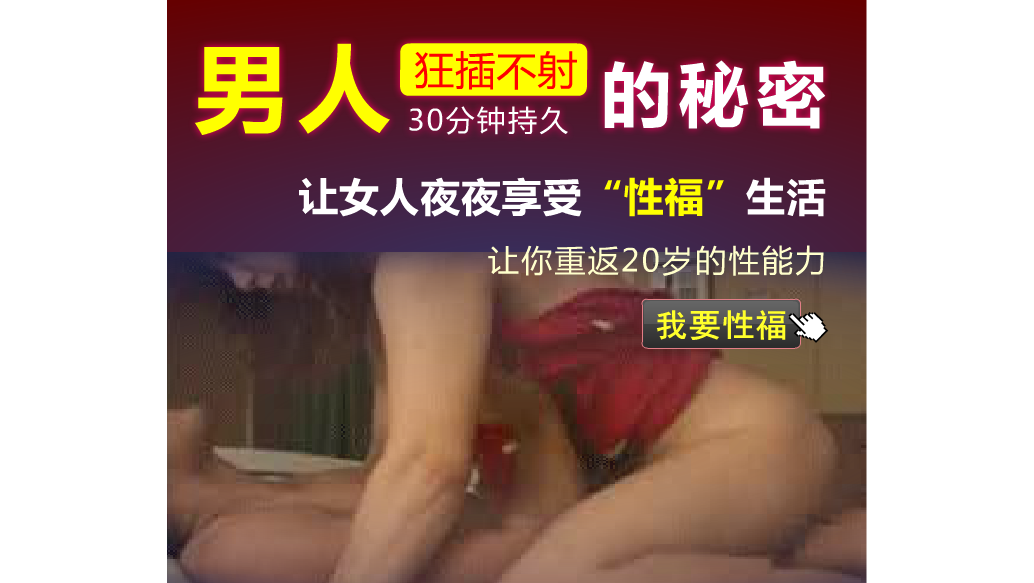 男人 狂插不射 的秘密
30分钟持久
让女人夜夜享受“性福”生活
让你重返20岁的性能力
我要性福